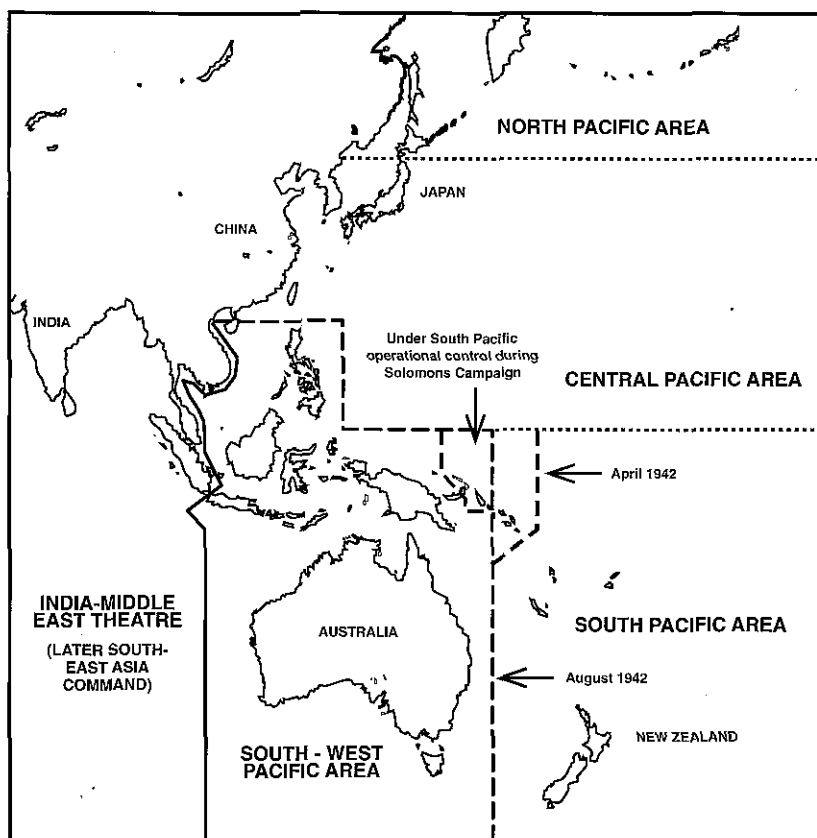 NORTH PACIFIC AREA
JAPAN
CHINA
INDIA
Under South Pacific
operational control during
Solomons Campaign
CENTRAL PACIFIC AREA
April 1942
INDIA-MIDDLE
EAST THEATRE
(LATER SOUTH-
EAST ASIA
COMMAND)
AUSTRALIA
SOUTH PACIFIC AREA
August 1942
NEW ZEALAND
SOUTH - WEST
PACIFIC AREA